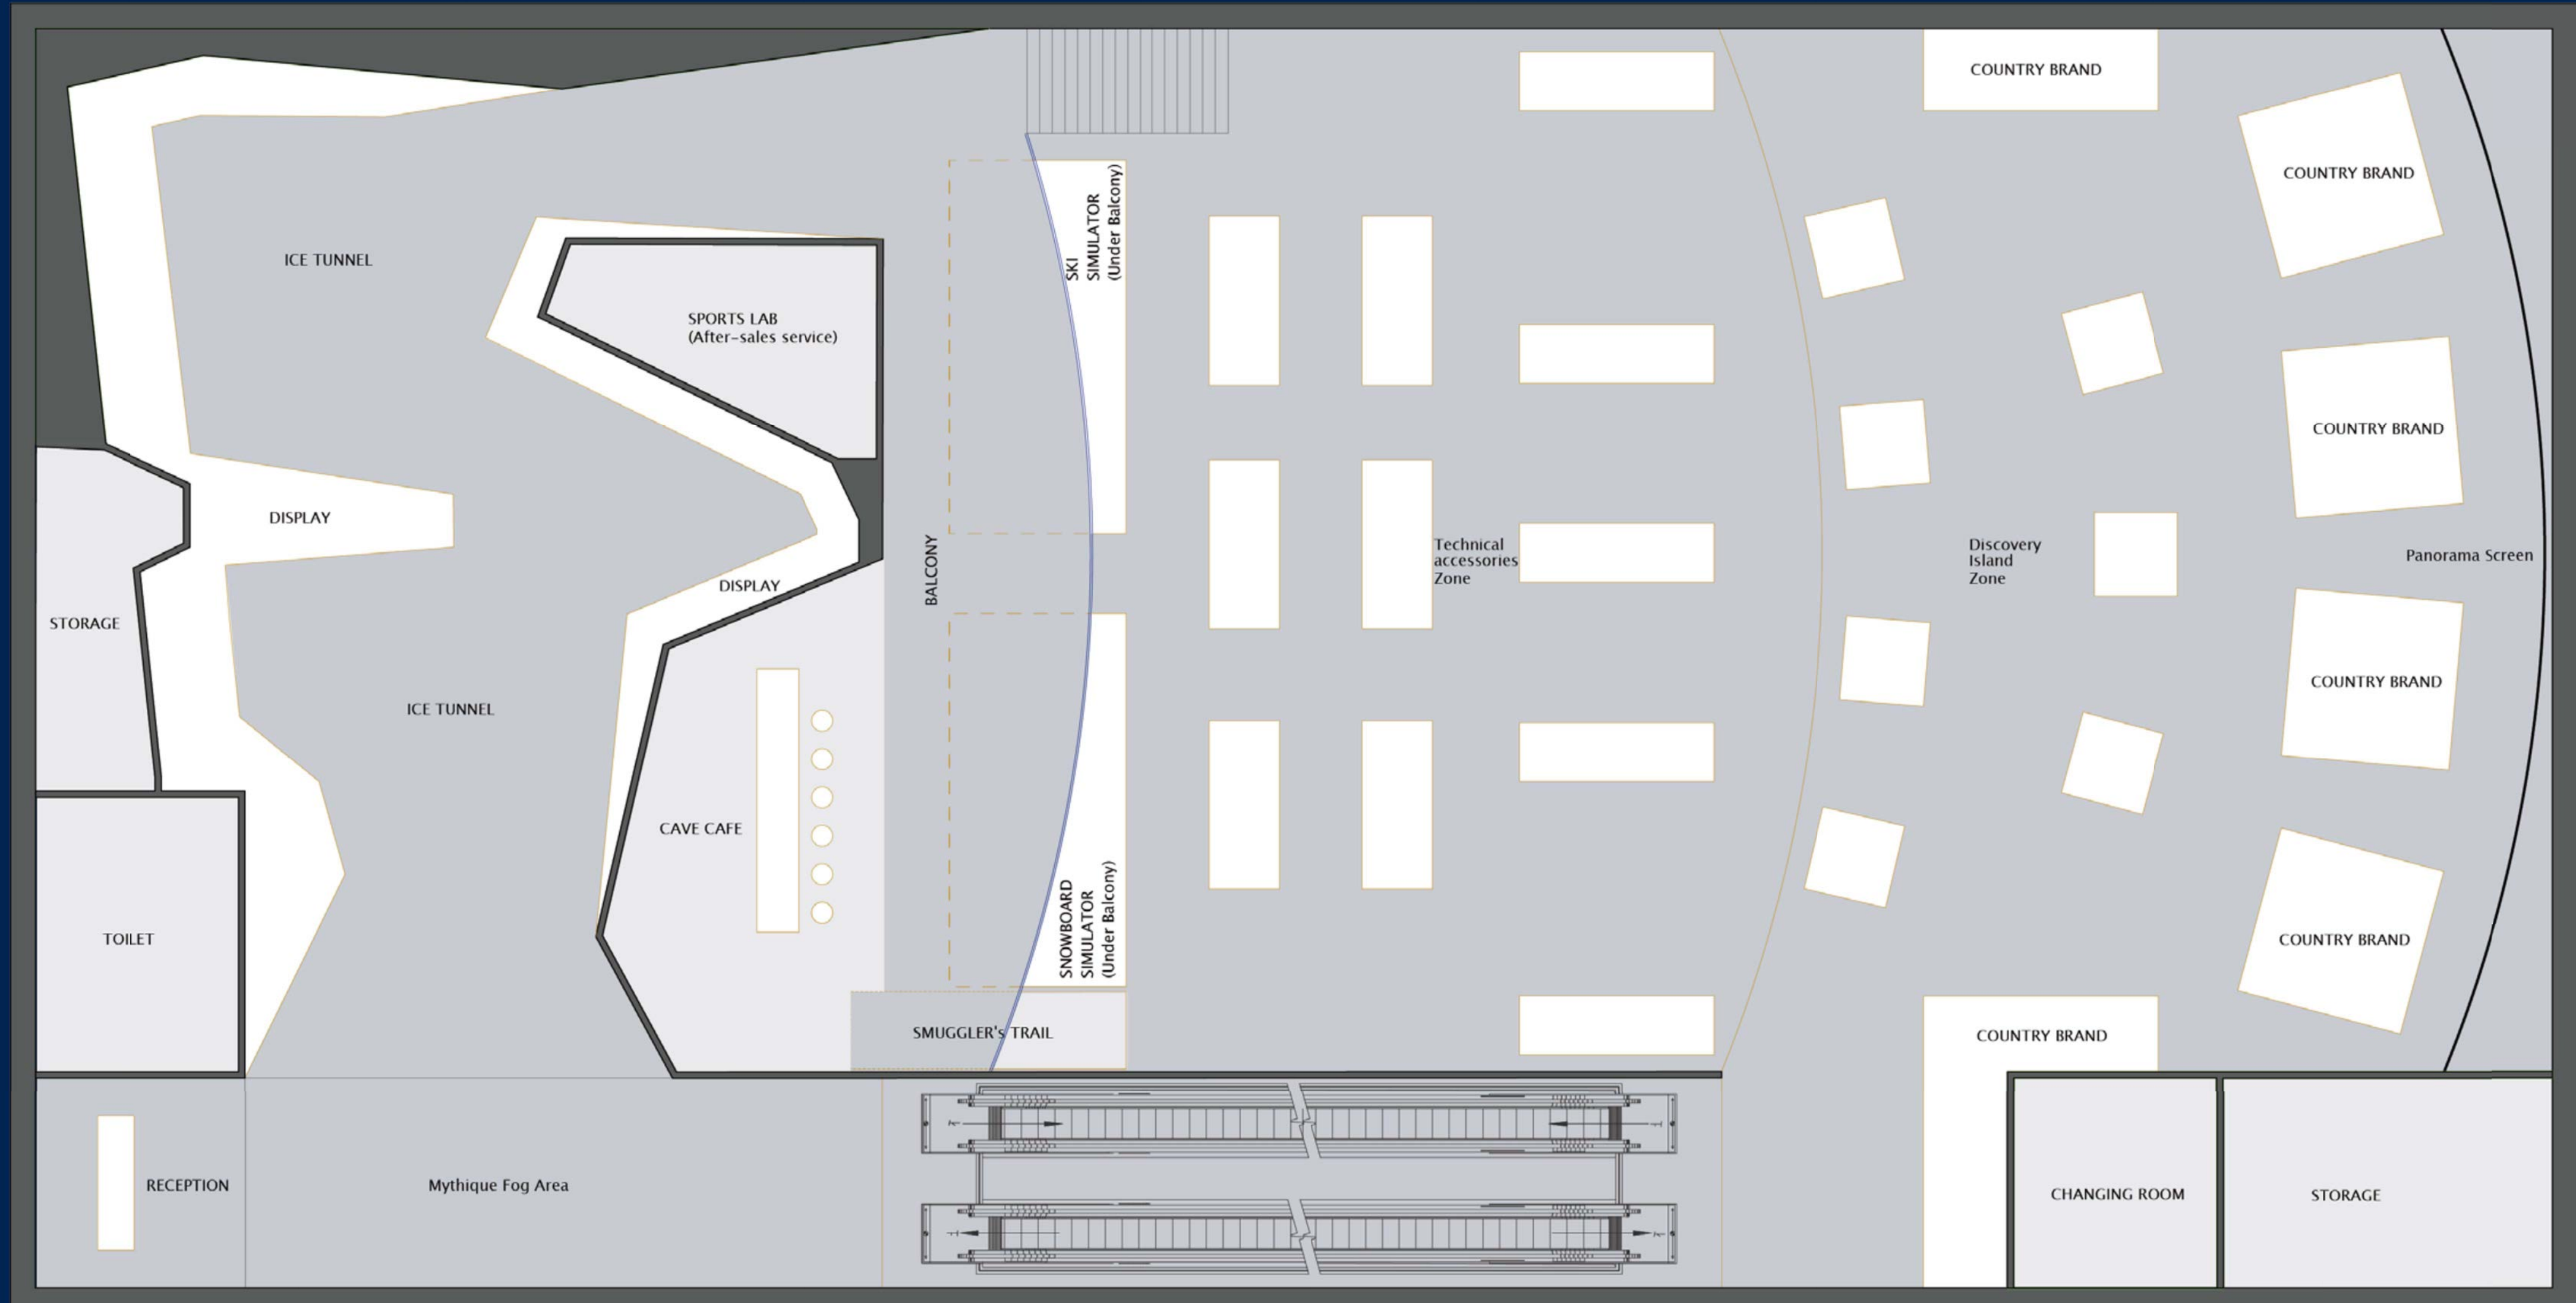 COUNTRY BRAND
COUNTRY BRAND
SKI
SIMULATOR
(Under Balcony)
ICE TUNNEL
SPORTS LAB
(After-sales service)
COUNTRY BRAND
DISPLAY
BALCONY
Technical
accessories
Zone
Discovery
Island
Zone
Panorama Screen
DISPLAY
STORAGE
COUNTRY BRAND
ICE TUNNEL
CAVE CAFE
SNOWBOARD
SIMULATOR
(Under Balcony)
TOILET
COUNTRY BRAND
SMUGGLER's TRAIL
COUNTRY BRAND
RECEPTION
Mythique Fog Area
CHANGING ROOM
STORAGE